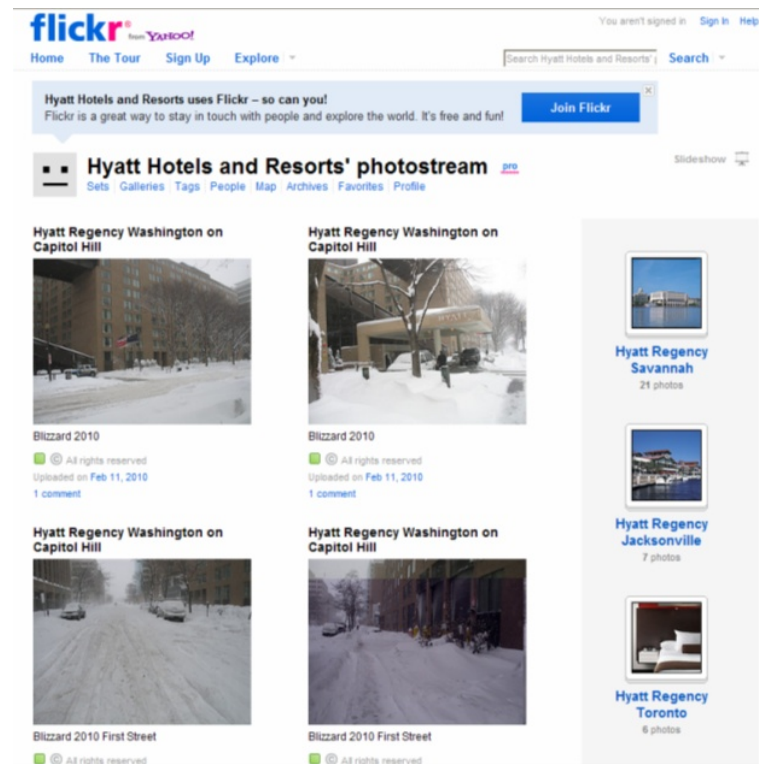 flickr from YAHOO!
You aren't signed in Sign In Help
Home The Tour Sign Up Explore
Search Hyatt Hotels and Resorts' Search
Hyatt Hotels and Resorts uses Flickr – so can you!
Flickr is a great way to stay in touch with people and explore the world. It's free and fun!
Join Flickr
Hyatt Hotels and Resorts' photostream pro
Slideshow
Sets Galleries Tags People Map Archives Favorites Profile
Hyatt Regency Washington on
Capitol Hill
Blizzard 2010
© All rights reserved
Uploaded on Feb 11, 2010
1 comment
Hyatt Regency Washington on
Capitol Hill
HYATT
Blizzard 2010
© All rights reserved
Uploaded on Feb 11, 2010
1 comment
Hyatt Regency Washington on
Capitol Hill
Blizzard 2010 First Street
© All rights reserved
Hyatt Regency Washington on
Capitol Hill
Blizzard 2010 First Street
© All rights reserved
Hyatt Regency
Savannah
21 photos
Hyatt Regency
Jacksonville
7 photos
Hyatt Regency
Toronto
6 photos